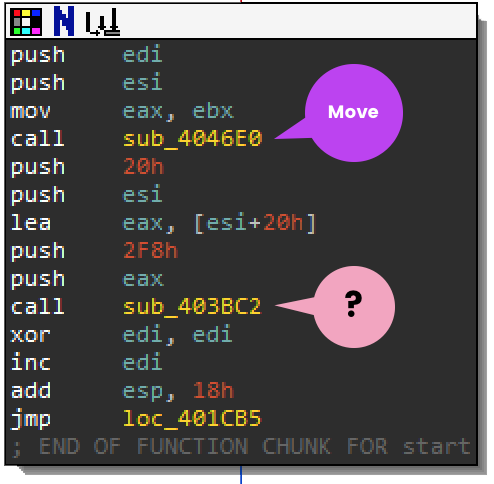 push edi
push esi
mov eax, ebx
Move
call sub_4046E0
push 20h
push esi
lea eax, [esi+20h]
push 2F8h
push eax
?
call sub_403BC2
xor edi, edi
inc edi
add esp, 18h
jmp loc_401CB5
; END OF FUNCTION CHUNK FOR start